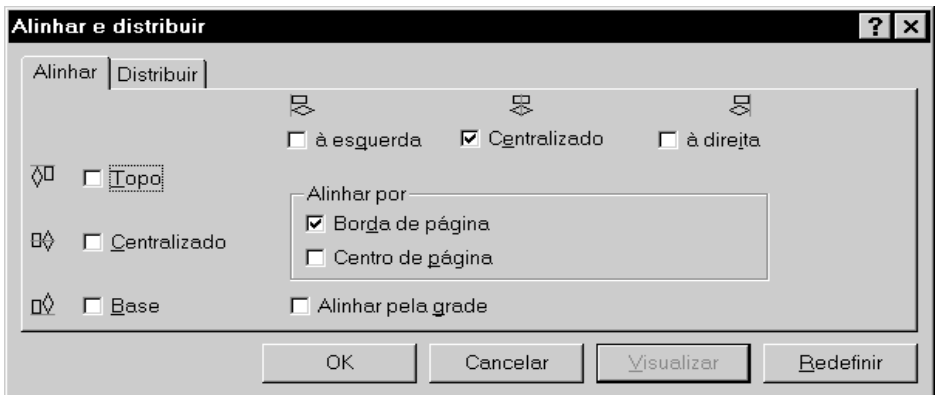 Alinhar e distribuir
Alinhar Distribuir
à esquerda Centralizado à direita
Topo
Alinhar por
Borda de página
Centralizado
Centro de página
Base Alinhar pela grade
OK Cancelar Visualizar Redefinir